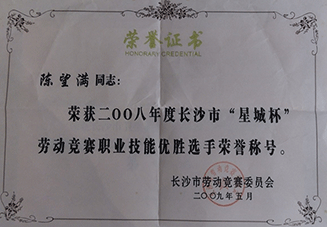 荣誉证书
HONORARY CREDENTIAL
陈望满 同志：
荣获二〇〇八年度长沙市“星城杯”
劳动竞赛职业技能优胜选手荣誉称号。
长沙市劳动竞赛委员会
二〇〇九年五月